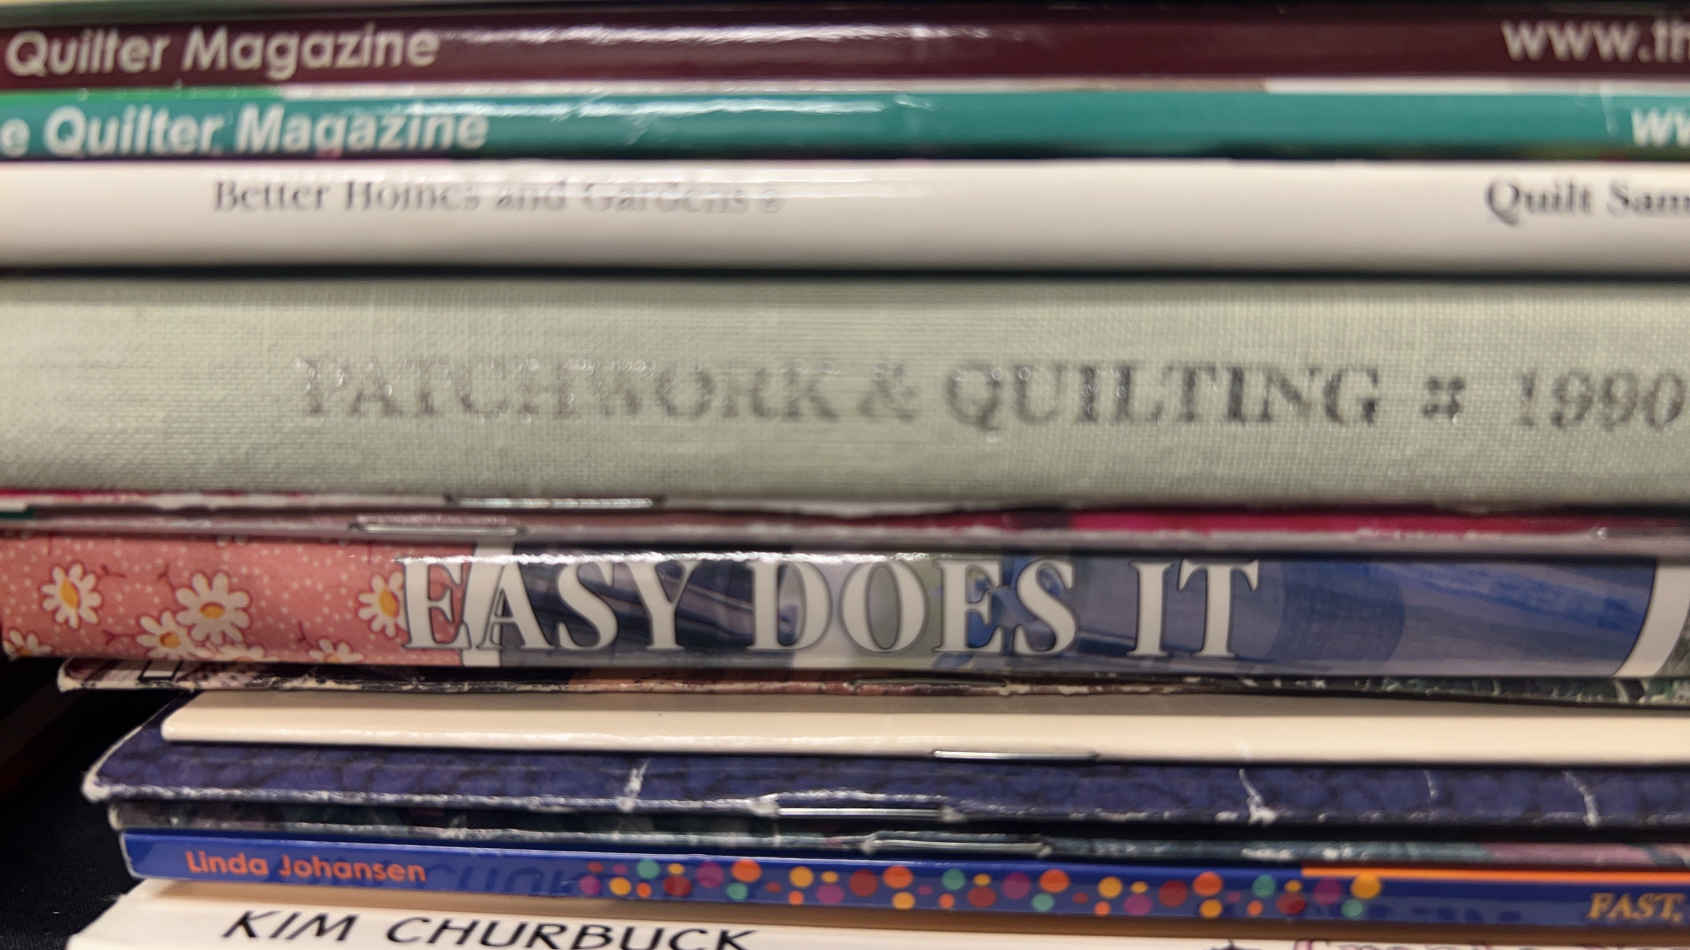 Quilter Magazine www.th
e Quilter Magazine ww
Better Homes and Gardens ® Quilt Sam
PATCHWORK & QUILTING 1990
EASY DOES IT
Linda Johansen FAST,
KIM CHURBUCK